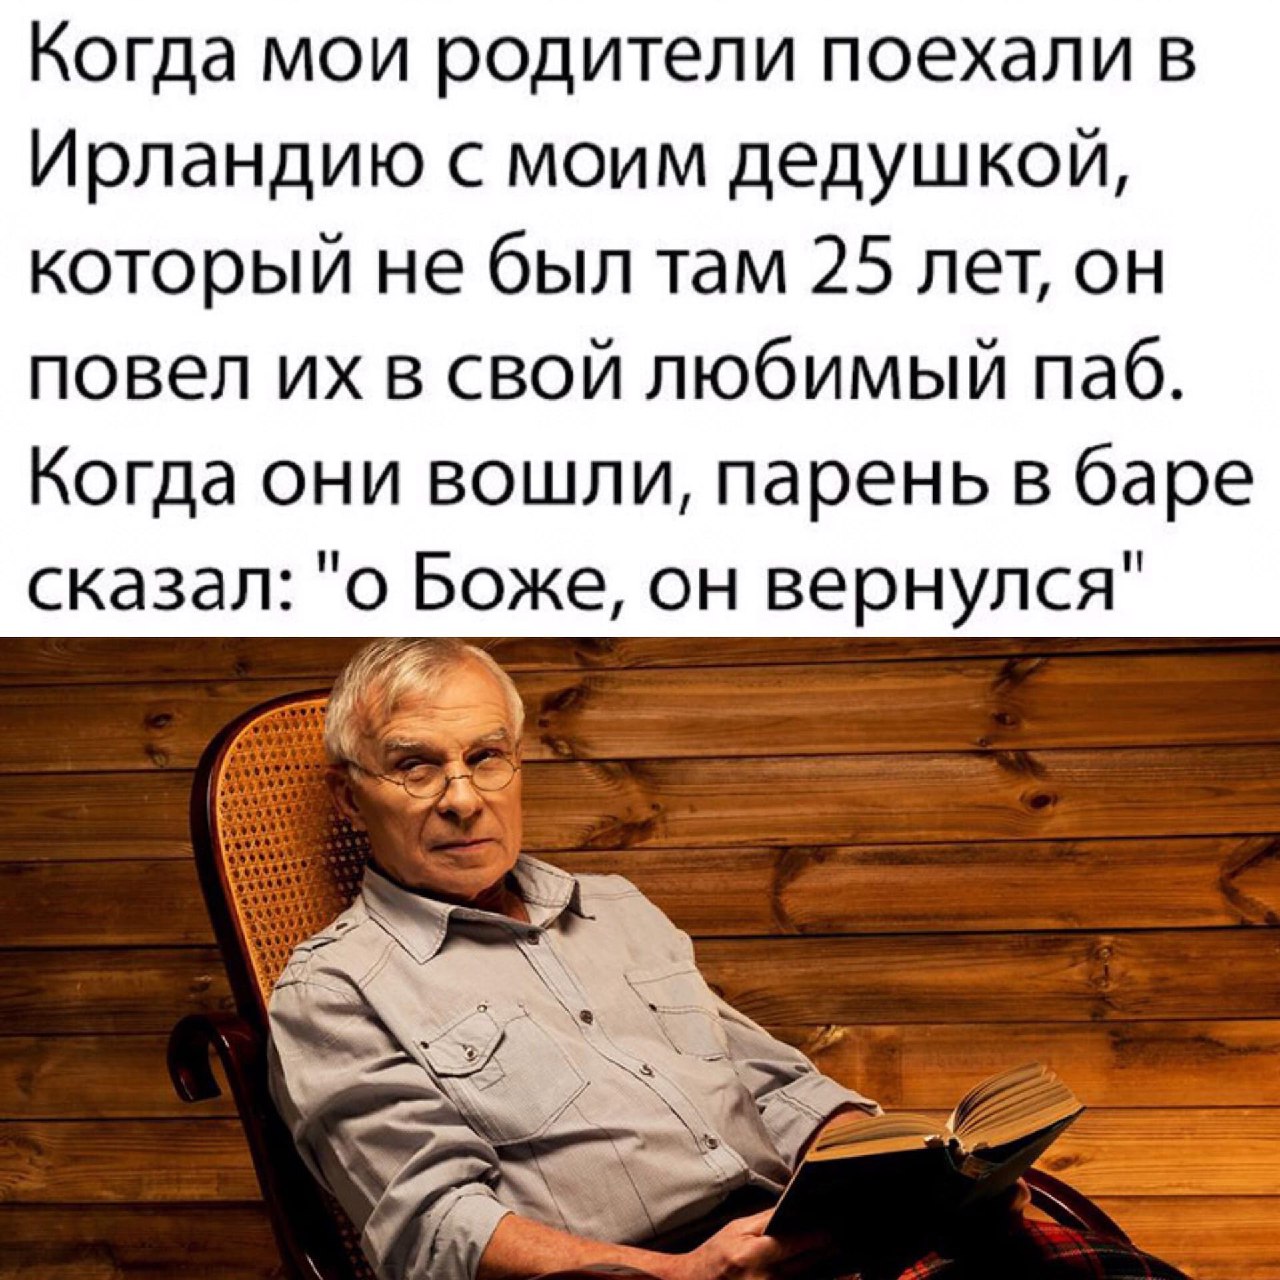 Когда мои родители поехали в
Ирландию с моим дедушкой,
который не был там 25 лет, он
повел их в свой любимый паб.
Когда они вошли, парень в баре
сказал: "о Боже, он вернулся"